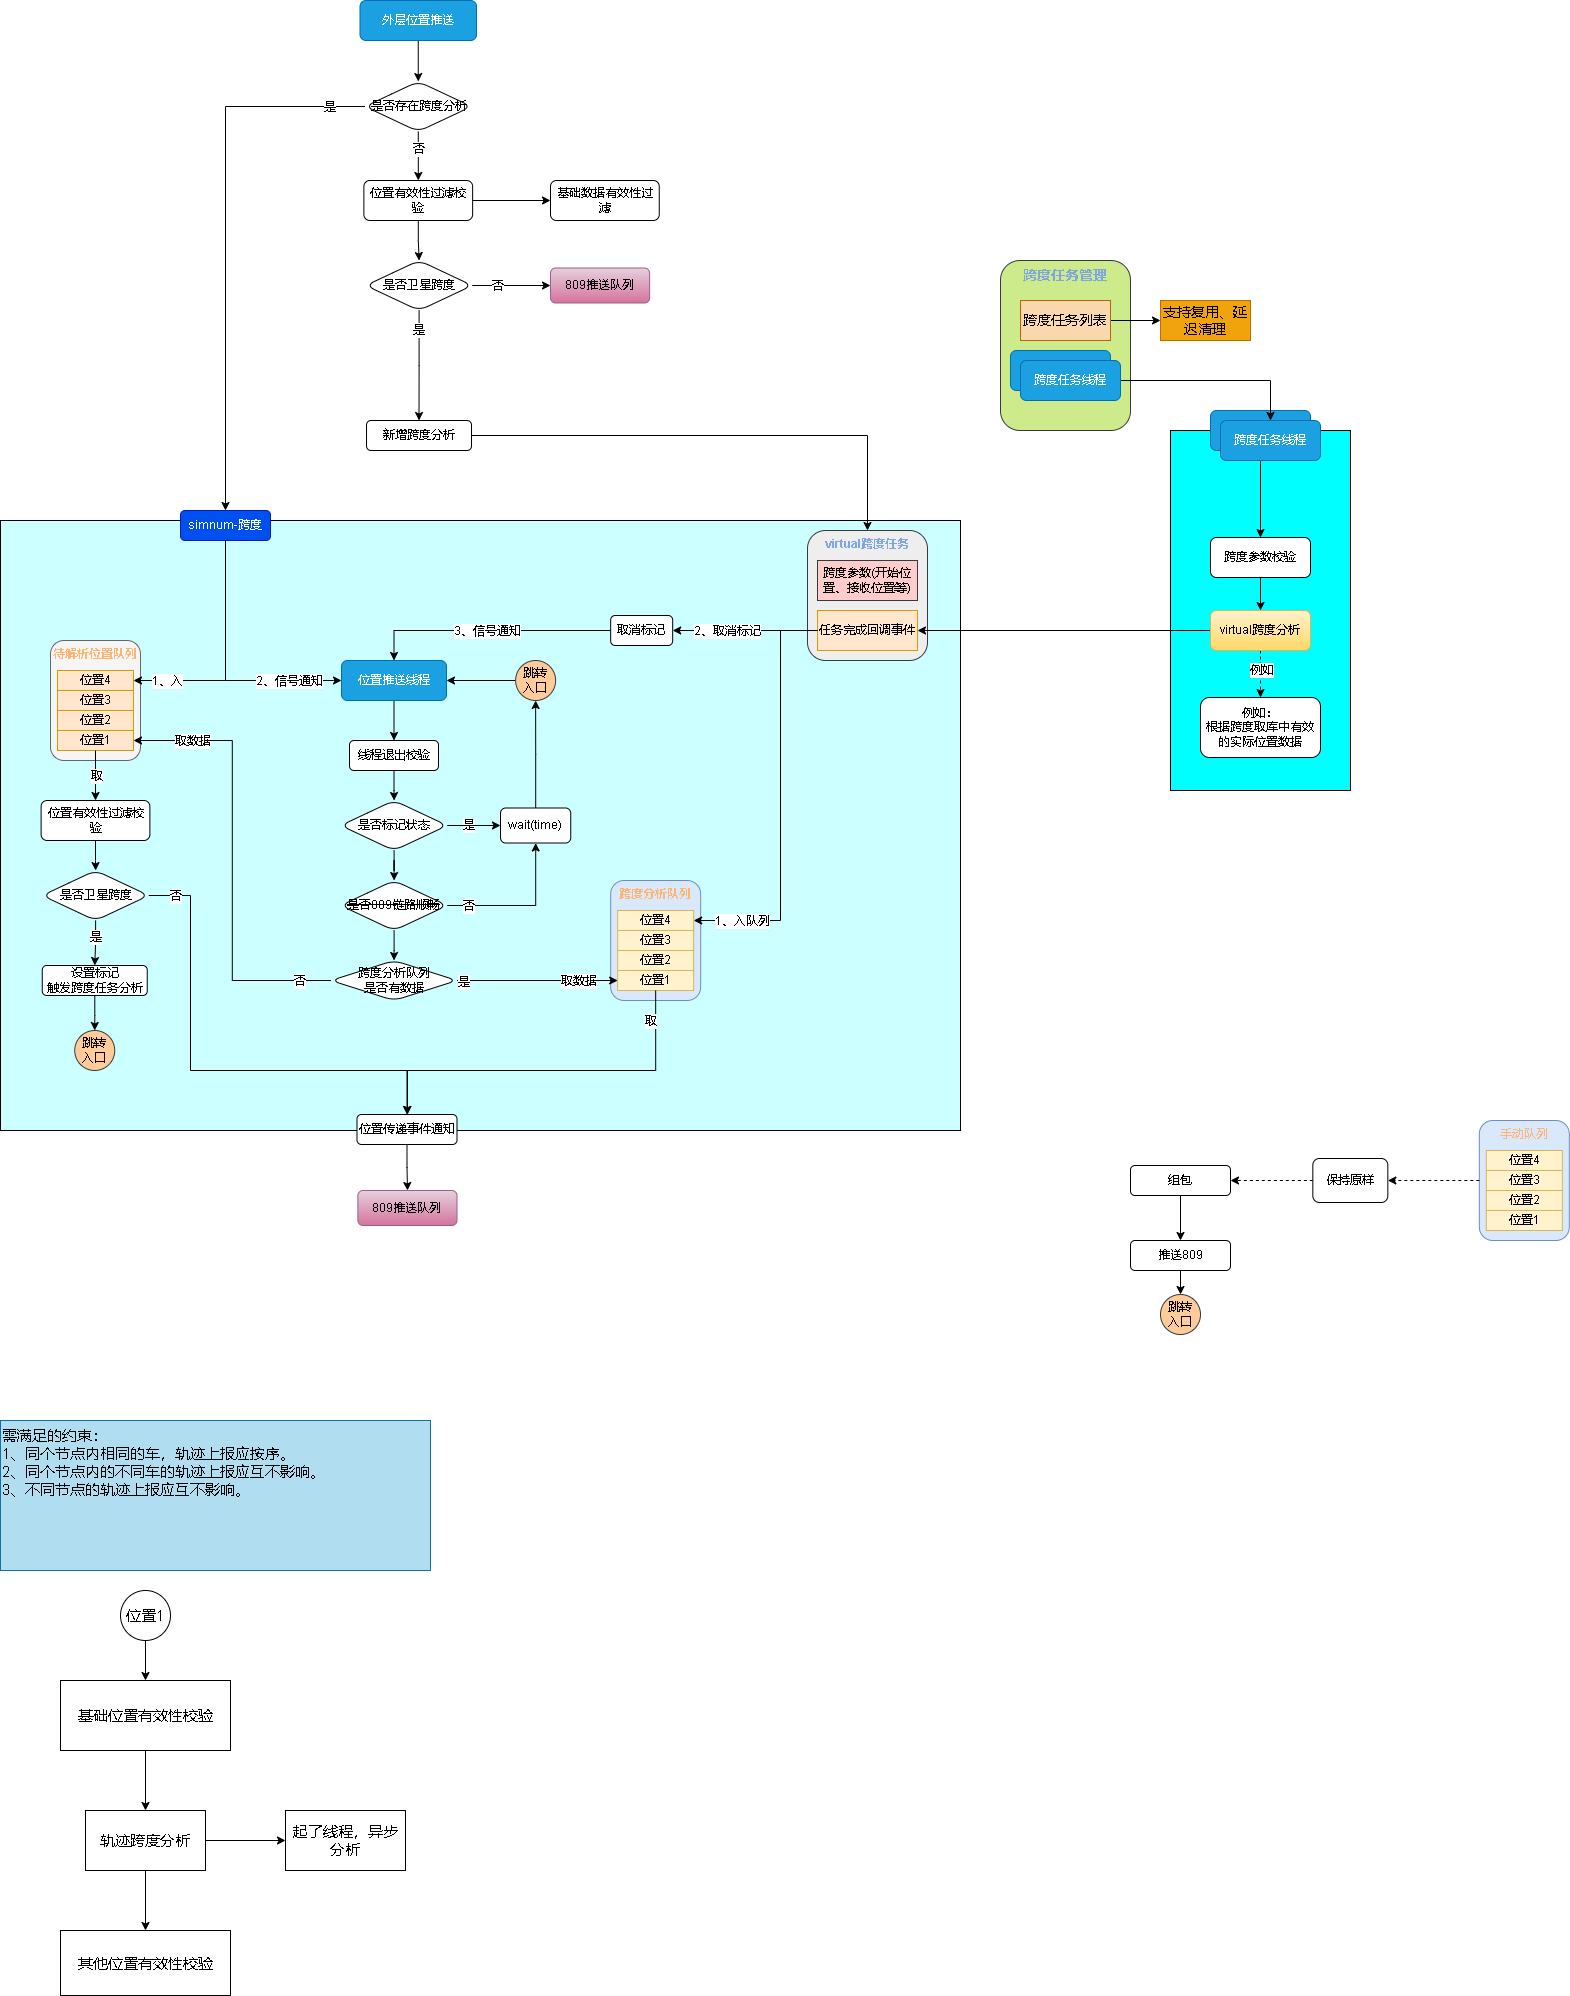 外层位置推送
是否存在跨度分析
是
否
位置有效性过滤校
验
基础数据有效性过
滤
是否卫星跨度
否
809推送队列
是
新增跨度分析
跨度任务管理
跨度任务列表
支持复用、延
迟清理
跨度任务线程
跨度任务线程
跨度参数校验
virtual跨度分析
例如
例如：
根据跨度取库中有效
的实际位置数据
simnum-跨度
virtual跨度任务
跨度参数(开始位
置、接收位置等)
任务完成回调事件
2、取消标记
取消标记
3、信号通知
待解析位置队列
位置4
位置3
位置2
位置1
1、入
2、信号通知
位置推送线程
跳转
入口
取数据
线程退出校验
取
位置有效性过滤校
验
是否标记状态
是
wait(time)
是否卫星跨度
否
是否009链路顺畅
否
跨度分析队列
位置4
位置3
位置2
位置1
1、入队列
是
设置标记
触发跨度任务分析
跳转
入口
否
跨度分析队列
是否有数据
是
取数据
取
位置传递事件通知
809推送队列
手动队列
位置4
位置3
位置2
位置1
保持原样
组包
推送809
跳转
入口
需满足的约束：
1、同个节点内相同的车，轨迹上报应按序。
2、同个节点内的不同车的轨迹上报应互不影响。
3、不同节点的轨迹上报应互不影响。
位置1
基础位置有效性校验
轨迹跨度分析
起了线程，异步
分析
其他位置有效性校验